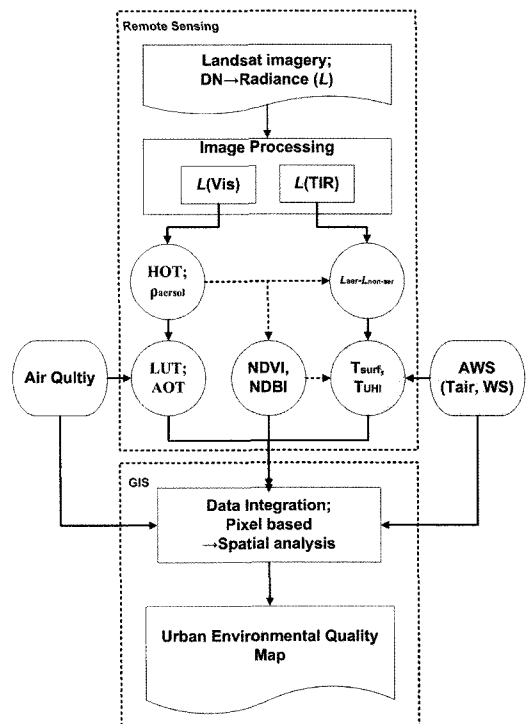 Remote Sensing
Landsat imagery;
DN→Radiance (L)
Image Processing
L(Vis)
L(TIR)
HOT;
ρaersol
Laer-Lnon-aer
Air Qultiy
LUT;
AOT
NDVI,
NDBI
Tsurf,
TUHI
AWS
(Tair, WS)
GIS
Data Integration;
Pixel based
→Spatial analysis
Urban Environmental Quality
Map